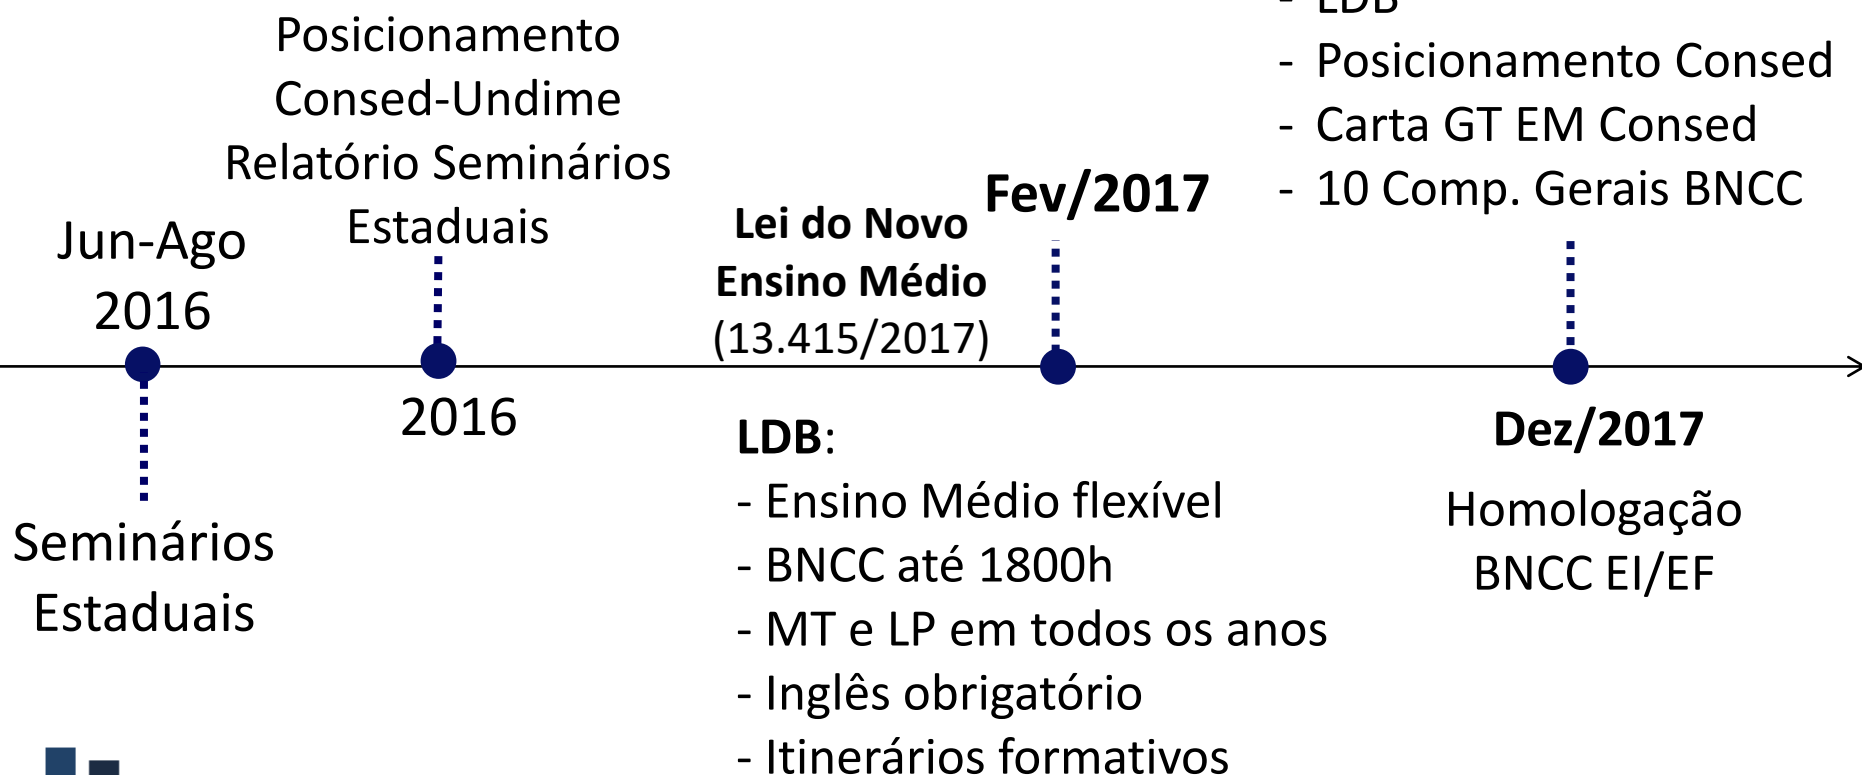 Posicionamento
Consed-Undime
Relatório Seminários
Estaduais
Jun-Ago
2016
2016
Seminários
Estaduais
Lei do Novo
Ensino Médio
(13.415/2017)
Fev/2017
LDB:
- Ensino Médio flexível
- BNCC até 1800h
- MT e LP em todos os anos
- Inglês obrigatório
- Itinerários formativos
- LDB
- Posicionamento Consed
- Carta GT EM Consed
- 10 Comp. Gerais BNCC
Dez/2017
Homologação
BNCC EI/EF